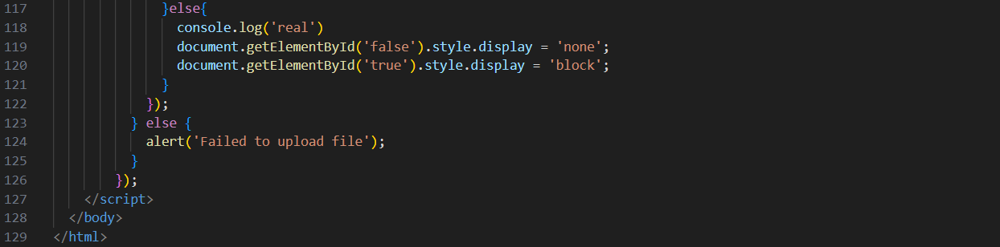 117 }else{
118 console.log('real')
119 document.getElementById('false').style.display = 'none';
120 document.getElementById('true').style.display = 'block';
121 }
122 });
123 } else {
124 alert('Failed to upload file');
125 }
126 });
127 </script>
128 </body>
129 </html>